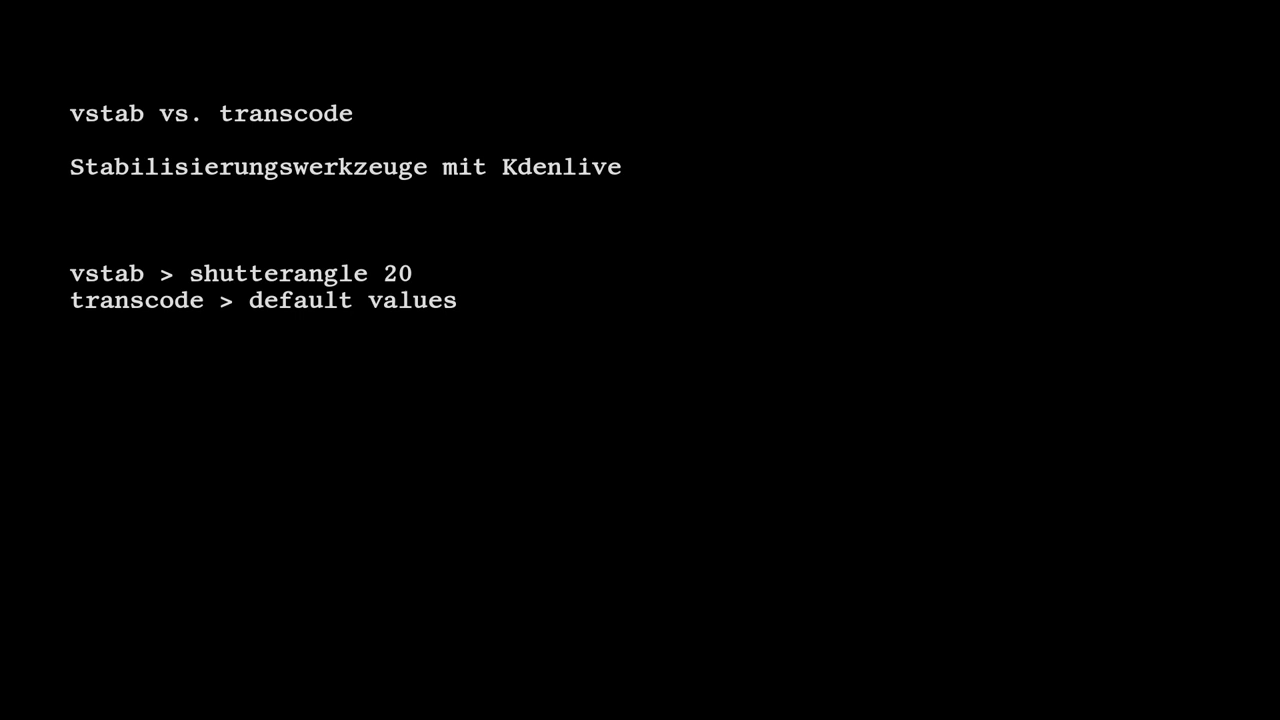 vstab vs. transcode
Stabilisierungswerkzeuge mit Kdenlive
vstab > shutterangle 20
transcode > default values